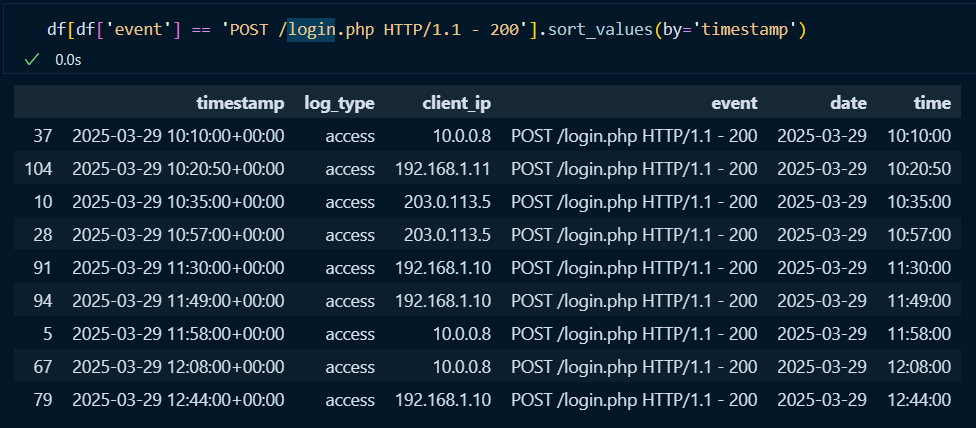 df[df['event'] == 'POST /login.php HTTP/1.1 - 200'].sort_values(by='timestamp')
✓ 0.0s
timestamp log_type client_ip event date time
37 2025-03-29 10:10:00+00:00 access 10.0.0.8 POST /login.php HTTP/1.1 - 200 2025-03-29 10:10:00
104 2025-03-29 10:20:50+00:00 access 192.168.1.11 POST /login.php HTTP/1.1 - 200 2025-03-29 10:20:50
10 2025-03-29 10:35:00+00:00 access 203.0.113.5 POST /login.php HTTP/1.1 - 200 2025-03-29 10:35:00
28 2025-03-29 10:57:00+00:00 access 203.0.113.5 POST /login.php HTTP/1.1 - 200 2025-03-29 10:57:00
91 2025-03-29 11:30:00+00:00 access 192.168.1.10 POST /login.php HTTP/1.1 - 200 2025-03-29 11:30:00
94 2025-03-29 11:49:00+00:00 access 192.168.1.10 POST /login.php HTTP/1.1 - 200 2025-03-29 11:49:00
5 2025-03-29 11:58:00+00:00 access 10.0.0.8 POST /login.php HTTP/1.1 - 200 2025-03-29 11:58:00
67 2025-03-29 12:08:00+00:00 access 10.0.0.8 POST /login.php HTTP/1.1 - 200 2025-03-29 12:08:00
79 2025-03-29 12:44:00+00:00 access 192.168.1.10 POST /login.php HTTP/1.1 - 200 2025-03-29 12:44:00